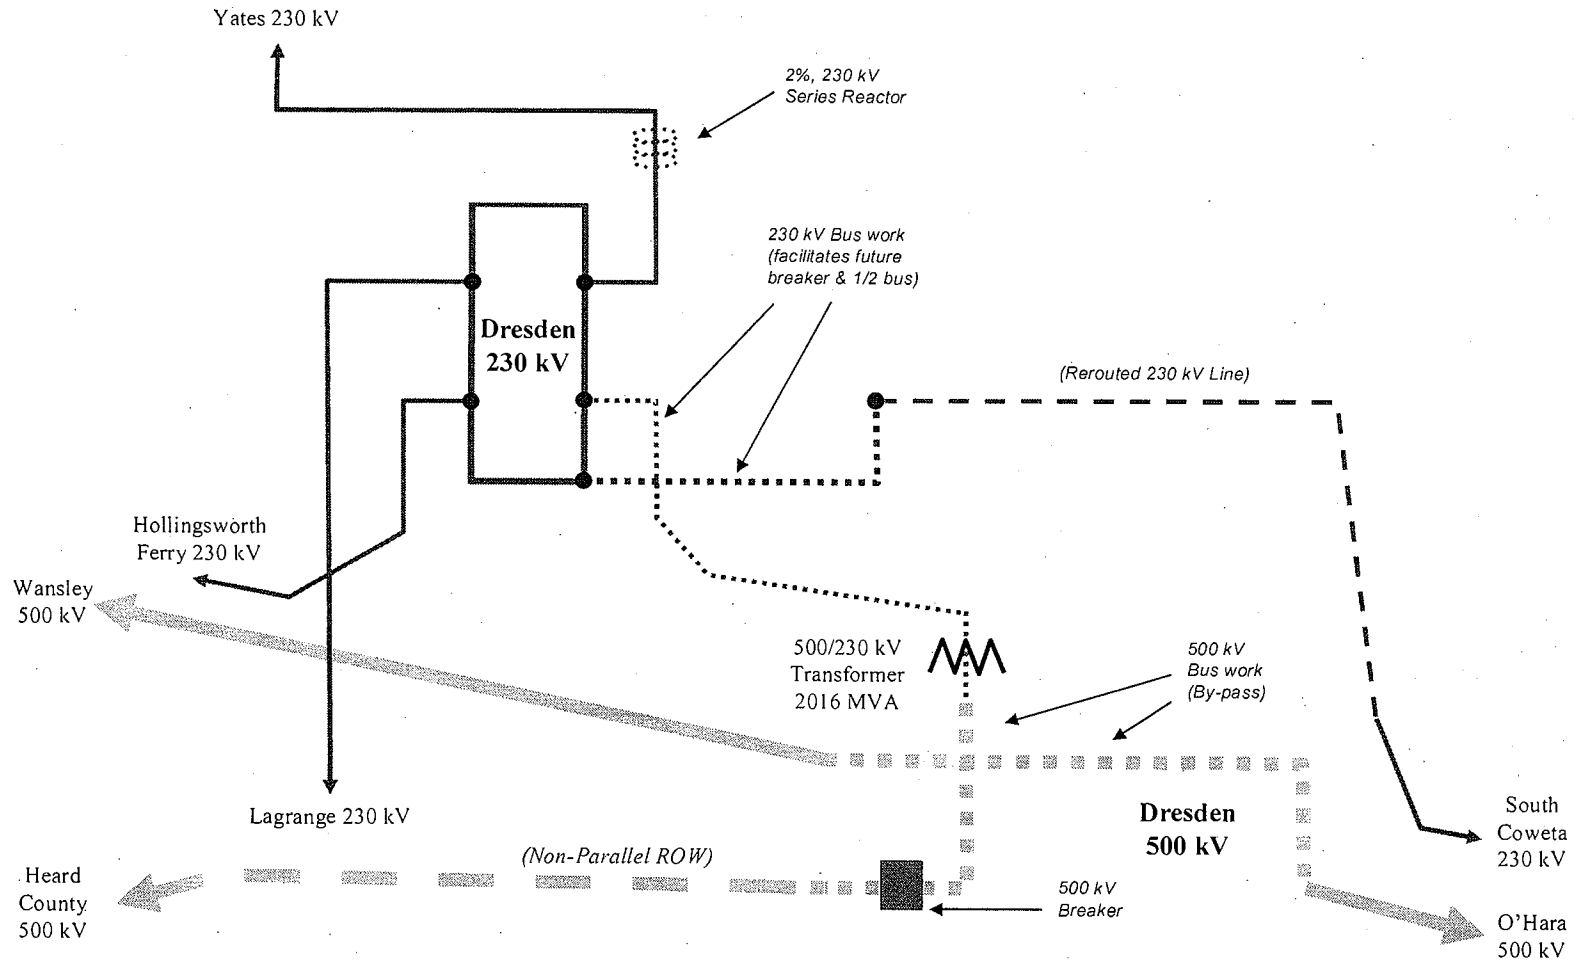 Yates 230 kV
2%, 230 kV
Series Reactor
230 kV Bus work
(facilitates future
breaker & 1/2 bus)
Dresden
230 kV
(Rerouted 230 kV Line)
Hollingsworth
Ferry 230 kV
Wansley
500 kV
500/230 kV
Transformer
2016 MVA
500 kV
Bus work
(By-pass)
Lagrange 230 kV
Dresden
500 kV
South
Coweta
230 kV
(Non-Parallel ROW)
Heard
County
500 kV
500 kV
Breaker
O'Hara
500 kV